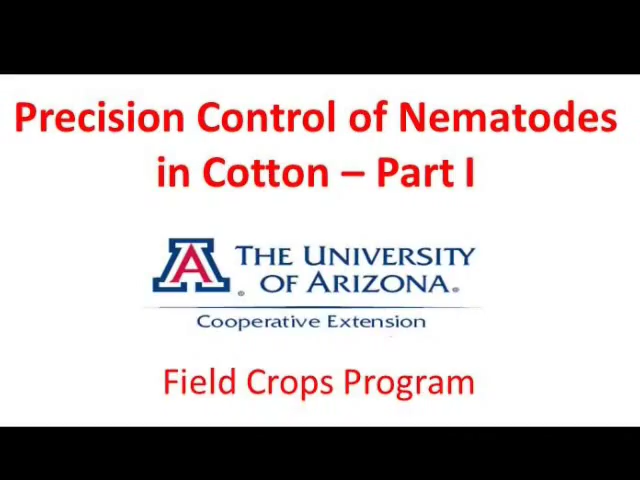 Precision Control of Nematodes
in Cotton – Part I
A
THE UNIVERSITY
OF ARIZONA®
®
Cooperative Extension
Field Crops Program